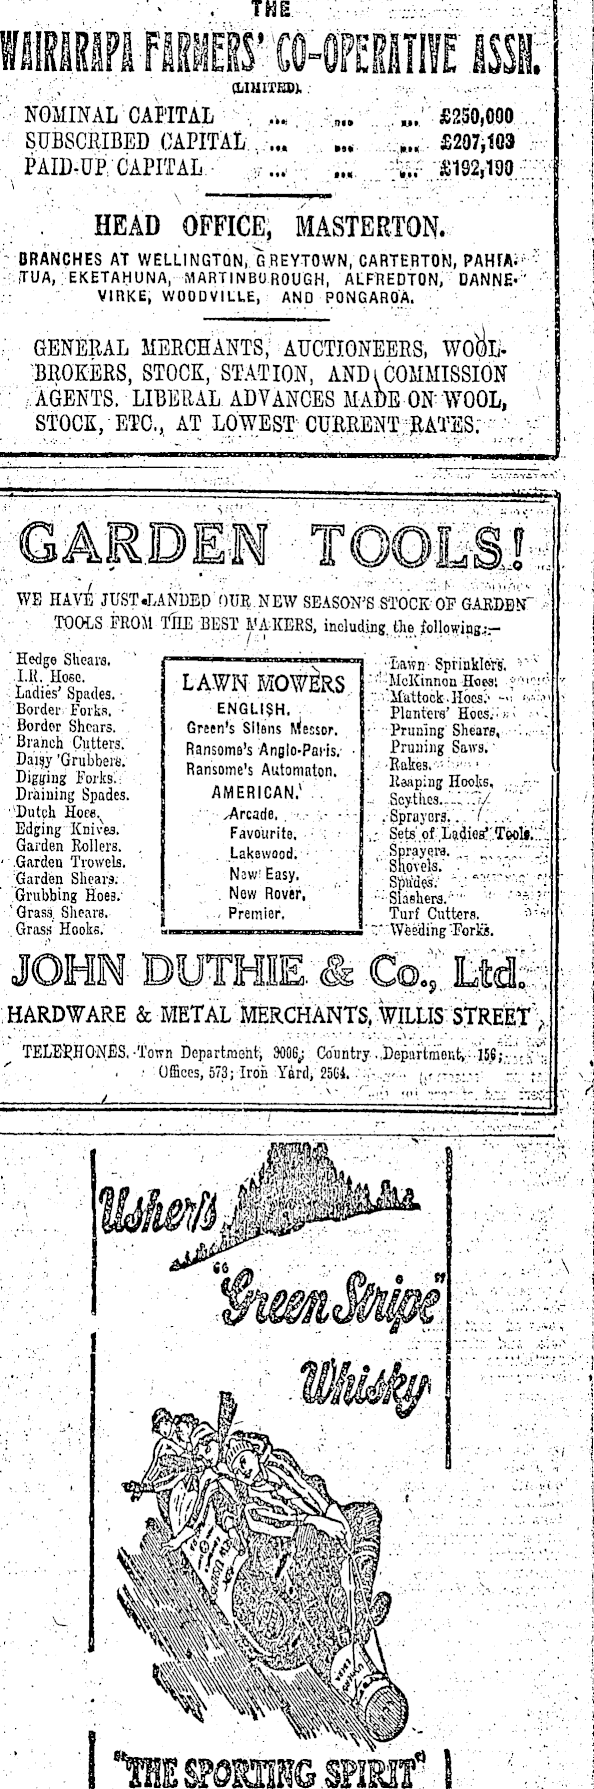 THE
WAIRARAPA FARMERS' CO-OPERATIVE ASSN.
(LIMITED).
NOMINAL CAPITAL ... ... ... £250,000
SUBSCRIBED CAPITAL ... ... ... £207,103
PAID-UP CAPITAL ... ... ... £192,190
HEAD OFFICE, MASTERTON.
BRANCHES AT WELLINGTON, GREYTOWN, CARTERTON, PAHIA-
TUA, EKETAHUNA, MARTINBOROUGH, ALFREDTON, DANNE-
VIRKE, WOODVILLE, AND PONGAROA.
GENERAL MERCHANTS, AUCTIONEERS, WOOL-
BROKERS, STOCK, STATION, AND COMMISSION
AGENTS. LIBERAL ADVANCES MADE ON WOOL,
STOCK, ETC., AT LOWEST CURRENT RATES.
GARDEN TOOLS!
WE HAVE JUST LANDED OUR NEW SEASON'S STOCK OF GARDEN
TOOLS FROM THE BEST MAKERS, including the following:—
Hedge Shears.
I.R. Hose.
Ladies' Spades.
Border Forks.
Border Shears.
Branch Cutters.
Daisy Grubbers.
Digging Forks.
Draining Spades.
Dutch Hoes.
Edging Knives.
Garden Rollers.
Garden Trowels.
Garden Shears.
Grubbing Hoes.
Grass Shears.
Grass Hooks.
LAWN MOWERS
ENGLISH.
Green's Silens Messor.
Ransome's Anglo-Paris.
Ransome's Automaton.
AMERICAN.
Arcade.
Favourite.
Lakewood.
New Easy.
New Rover.
Premier.
Lawn Sprinklers.
McKinnon Hoes.
Mattock Hoes.
Planters' Hoes.
Pruning Shears.
Pruning Saws.
Rakes.
Reaping Hooks.
Scythes.
Sprayers.
Sets of Ladies' Tools.
Sprayers.
Shovels.
Spades.
Slashers.
Turf Cutters.
Weeding Forks.
JOHN DUTHIE & Co., Ltd.
HARDWARE & METAL MERCHANTS, WILLIS STREET
TELEPHONES. Town Department, 3006; Country Department, 156;
Offices, 573; Iron Yard, 2564.
Usher's
"Green Stripe"
Whisky
"THE SPORTING SPIRIT"